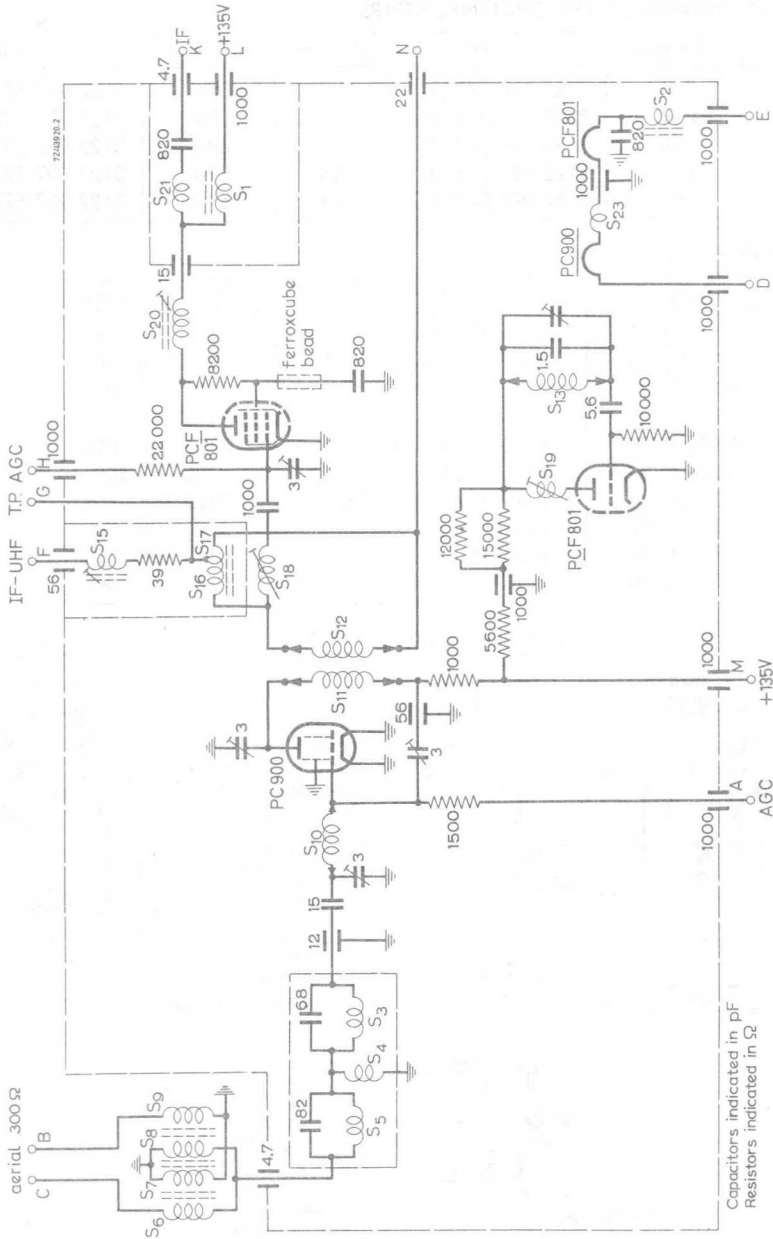 7Z43920.2
aerial 300 Ω
C
B
S6
S7
S8
S9
4.7
82
S5
S4
68
S3
12
15
3
S10
PC900
3
3
56
S11
S12
1500
1000
1000
A
AGC
1000
M
+135V
IF-UHF
F
56
S15
39
S16
S17
S18
T.P.
G
AGC
H
1000
22 000
1000
3
PCF
801
8200
ferroxcube
bead
820
S20
15
S21
820
4.7
IF
K
S1
1000
+135V
L
22
N
12000
15000
5600
1000
S19
PCF801
S13
1.5
5.6
10 000
PC900
S23
1000
PCF801
820
S2
1000
D
1000
E
Capacitors indicated in pF
Resistors indicated in Ω